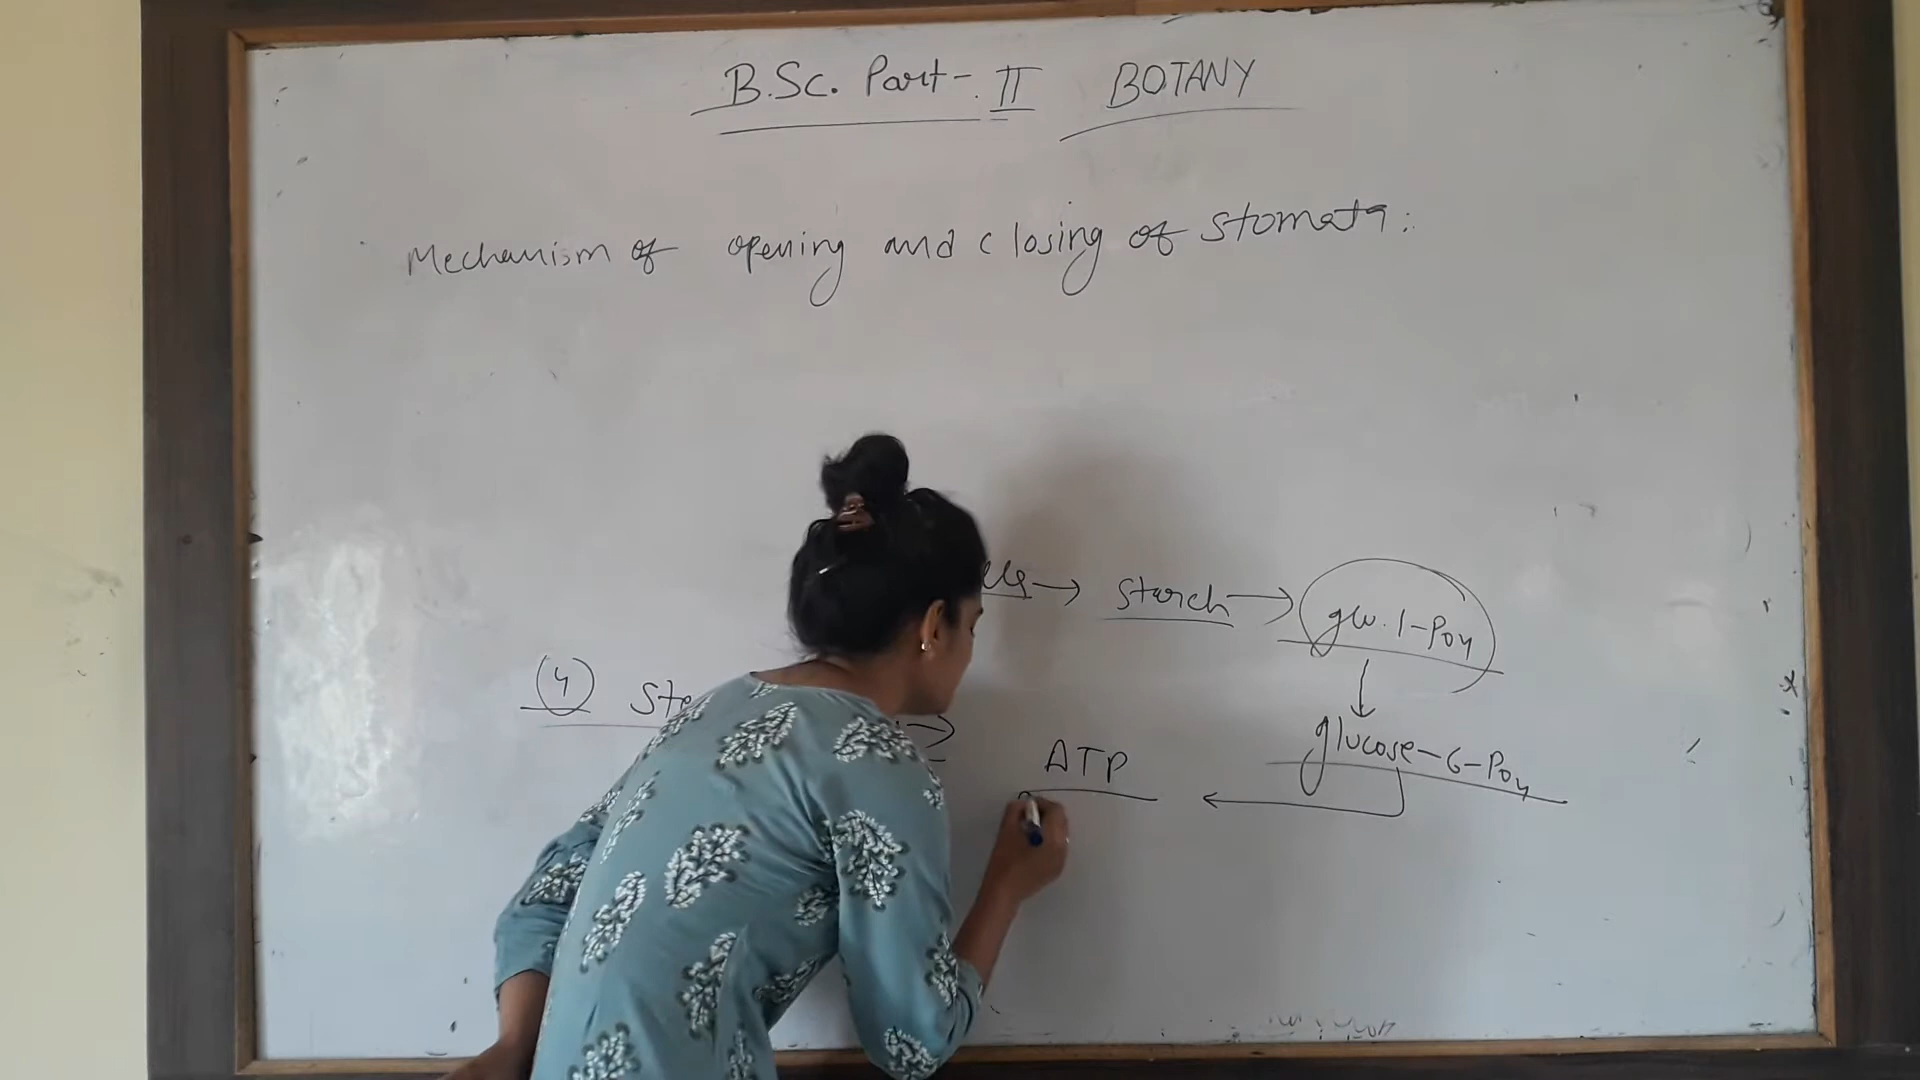 B.Sc. Part-II BOTANY
Mechanism of opening and closing of stomata:
→ Starch → glu. 1-PO4
↓
(4)
glucose-6-PO4
ATP ←